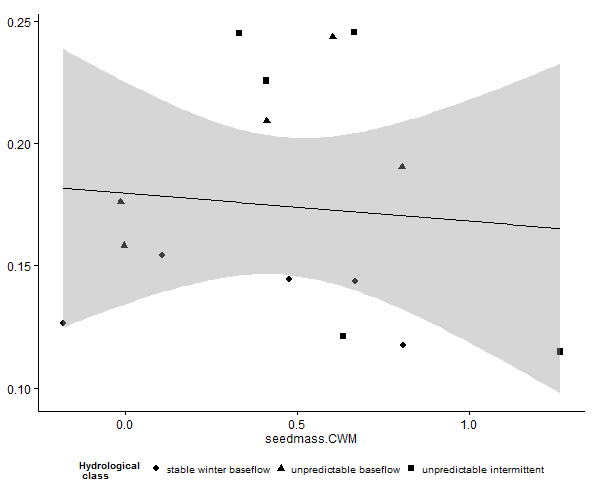 0.25
0.20
0.15
0.10
0.0 0.5 1.0
seedmass.CWM
Hydrological
class
stable winter baseflow unpredictable baseflow unpredictable intermittent